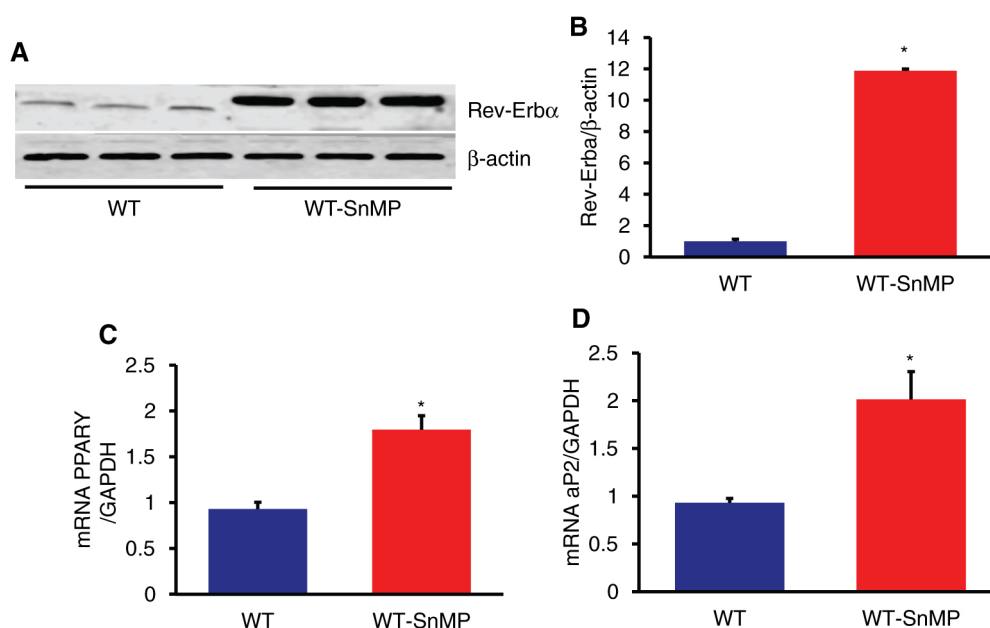 A
Rev-Erbα
β-actin
WT WT-SnMP
B
Rev-Erba/β-actin
14
12
10
8
6
4
2
0
*
WT WT-SnMP
C
mRNA PPARY
/GAPDH
2.5
2
1.5
1
0.5
0
*
WT WT-SnMP
D
mRNA aP2/GAPDH
2.5
2
1.5
1
0.5
0
*
WT WT-SnMP